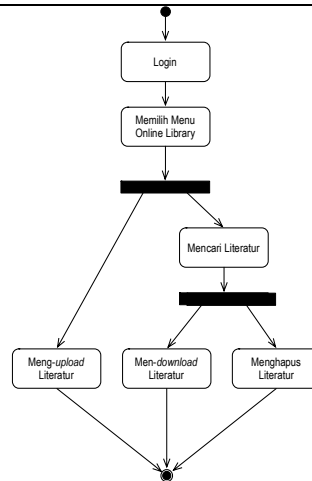 Login
Memilih Menu
Online Library
Mencari Literatur
Meng-upload
Literatur
Men-download
Literatur
Menghapus
Literatur